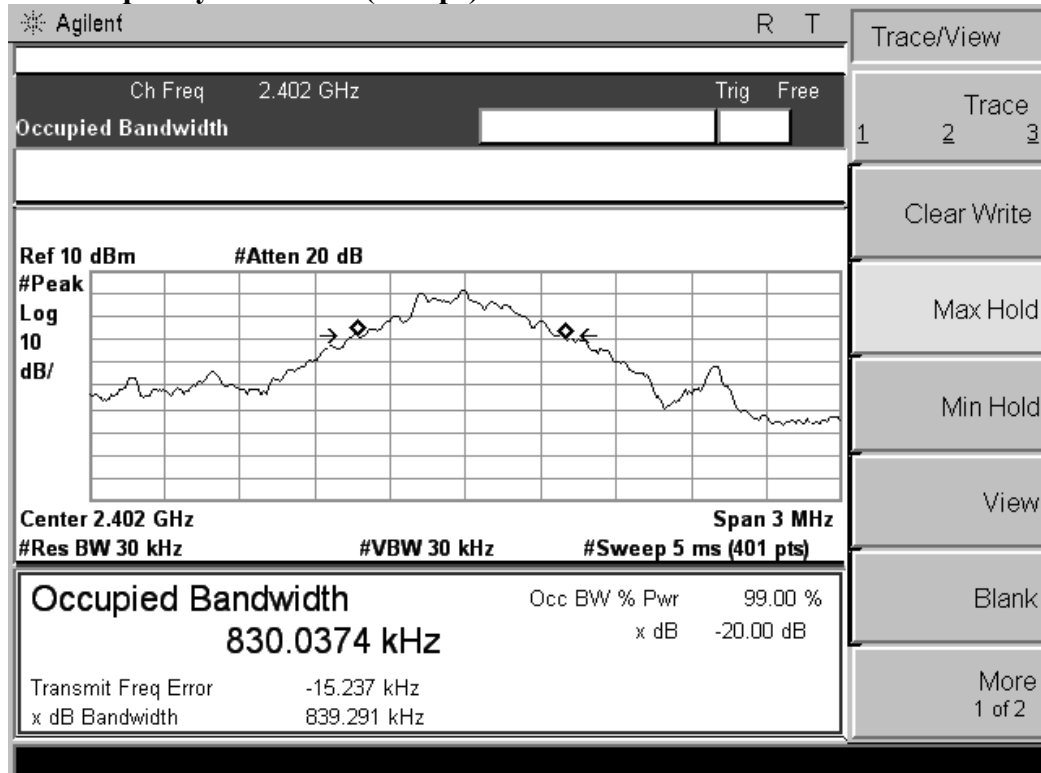 Agilent R T
Trace/View
Ch Freq 2.402 GHz Trig Free
Occupied Bandwidth
Trace
1 2 3
Clear Write
Max Hold
Min Hold
View
Blank
More
1 of 2
Ref 10 dBm #Atten 20 dB
#Peak
Log
10
dB/
Center 2.402 GHz Span 3 MHz
#Res BW 30 kHz #VBW 30 kHz #Sweep 5 ms (401 pts)
Occupied Bandwidth Occ BW % Pwr 99.00 %
830.0374 kHz x dB -20.00 dB
Transmit Freq Error -15.237 kHz
x dB Bandwidth 839.291 kHz